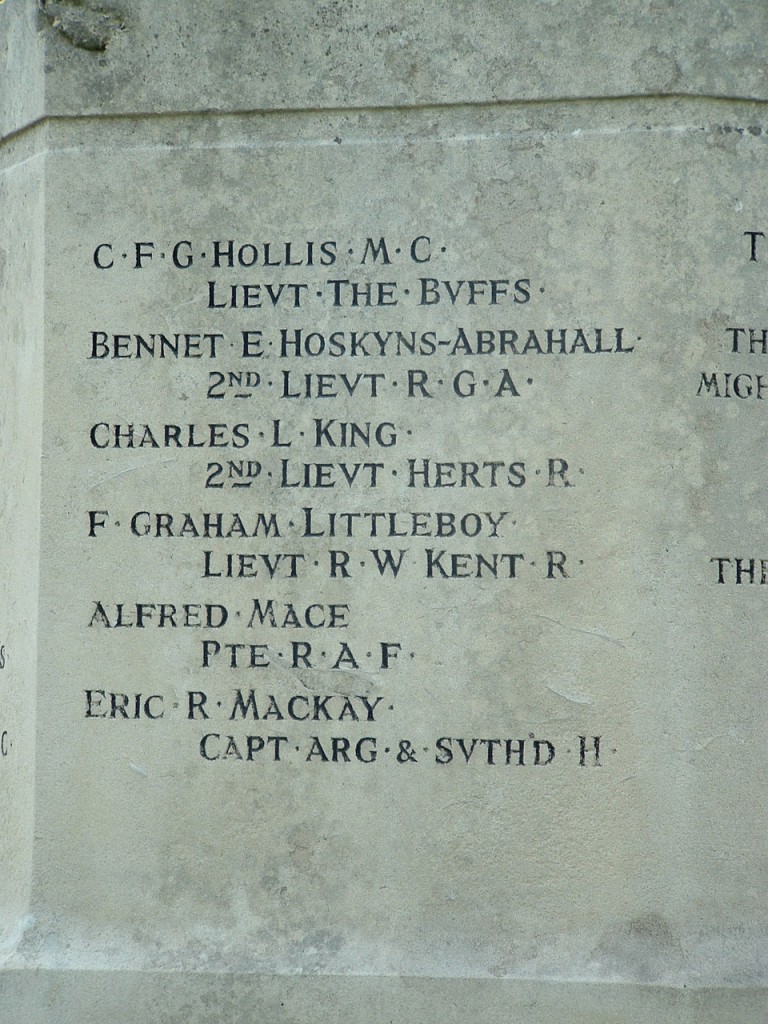 C·F·G·HOLLIS·M·C·
LIEVT·THE·BVFFS·
BENNET·E·HOSKYNS-ABRAHALL·
2ND·LIEVT·R·G·A·
CHARLES·L·KING·
2ND·LIEVT·HERTS·R·
F·GRAHAM·LITTLEBOY·
LIEVT·R·W·KENT·R·
ALFRED·MACE
PTE·R·A·F·
ERIC·R·MACKAY·
CAPT·ARG·&·SVTH'D·H·